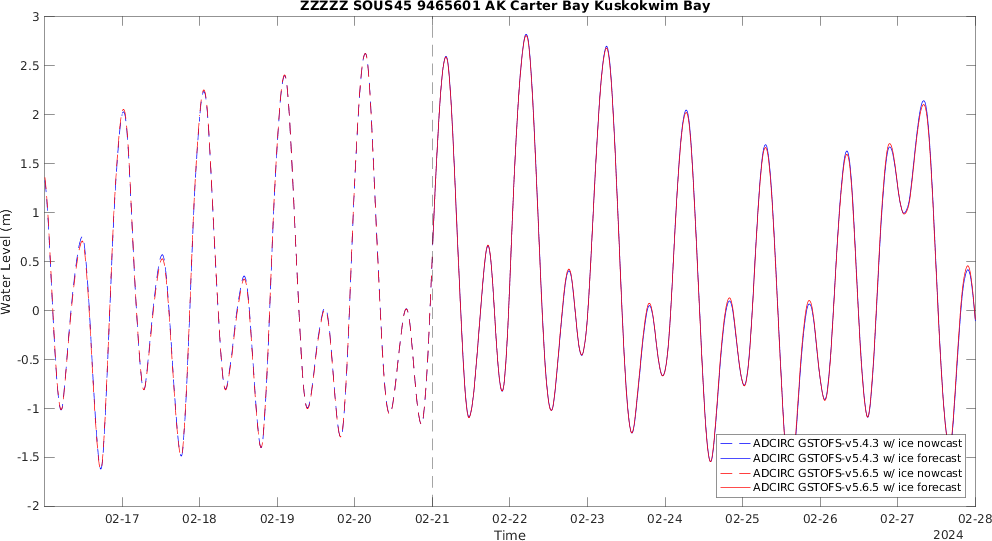 ZZZZZ SOUS45 9465601 AK Carter Bay Kuskokwim Bay
3
2.5
2
1.5
1
0.5
0
-0.5
-1
-1.5
-2
Water Level (m)
ADCIRC GSTOFS-v5.4.3 w/ ice nowcast
ADCIRC GSTOFS-v5.4.3 w/ ice forecast
ADCIRC GSTOFS-v5.6.5 w/ ice nowcast
ADCIRC GSTOFS-v5.6.5 w/ ice forecast
02-17 02-18 02-19 02-20 02-21 02-22 02-23 02-24 02-25 02-26 02-27 02-28
Time
2024